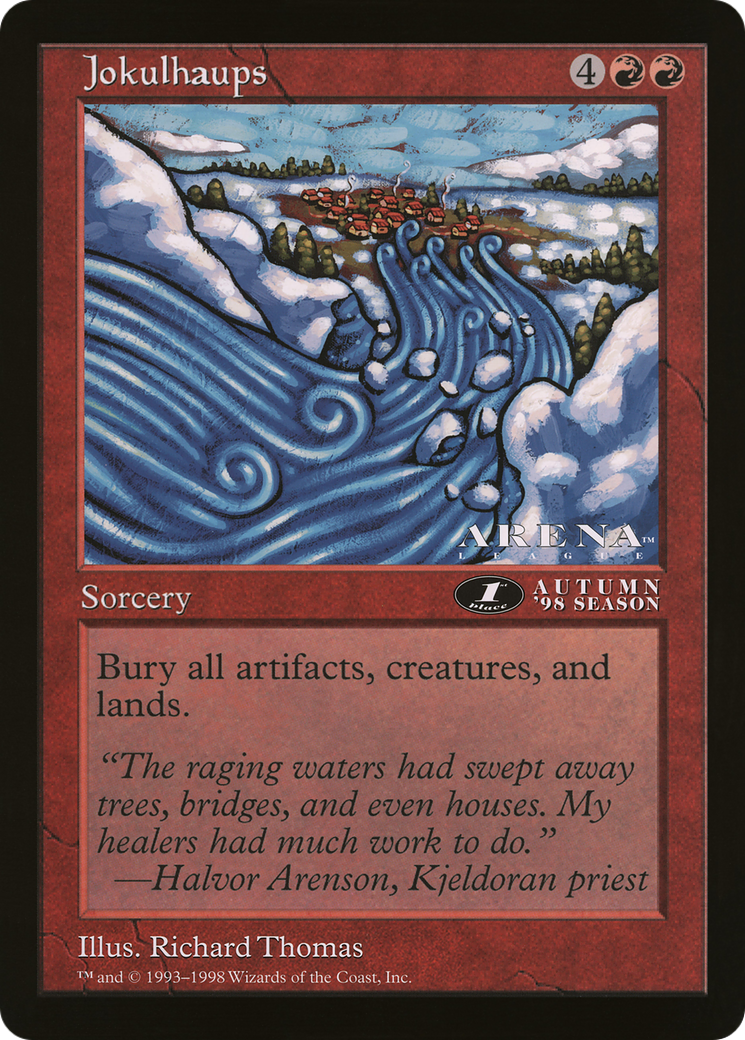 Jokulhaups 4
ARENA™
LEAGUE
Sorcery
1st place
AUTUMN
'98 SEASON
Bury all artifacts, creatures, and
lands.
“The raging waters had swept away
trees, bridges, and even houses. My
healers had much work to do.”
—Halvor Arenson, Kjeldoran priest
Illus. Richard Thomas
™ and © 1993–1998 Wizards of the Coast, Inc.